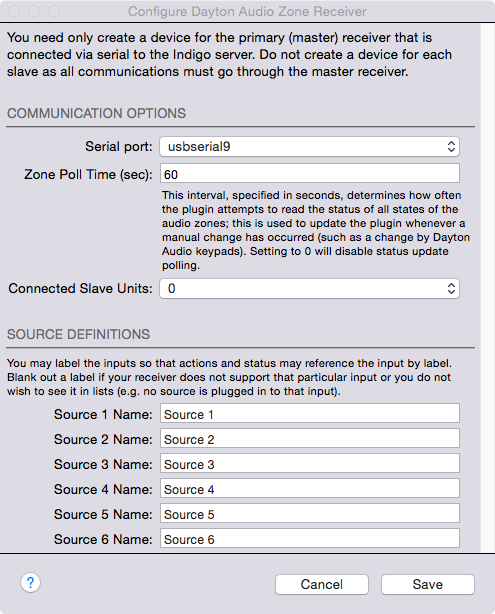 Configure Dayton Audio Zone Receiver
You need only create a device for the primary (master) receiver that is
connected via serial to the Indigo server. Do not create a device for each
slave as all communications must go through the master receiver.
COMMUNICATION OPTIONS
Serial port: usbserial9
Zone Poll Time (sec): 60
This interval, specified in seconds, determines how often
the plugin attempts to read the status of all states of the
audio zones; this is used to update the plugin whenever a
manual change has occurred (such as a change by Dayton
Audio keypads). Setting to 0 will disable status update
polling.
Connected Slave Units: 0
SOURCE DEFINITIONS
You may label the inputs so that actions and status may reference the input by label.
Blank out a label if your receiver does not support that particular input or you do not
wish to see it in lists (e.g. no source is plugged in to that input).
Source 1 Name: Source 1
Source 2 Name: Source 2
Source 3 Name: Source 3
Source 4 Name: Source 4
Source 5 Name: Source 5
Source 6 Name: Source 6
? Cancel Save